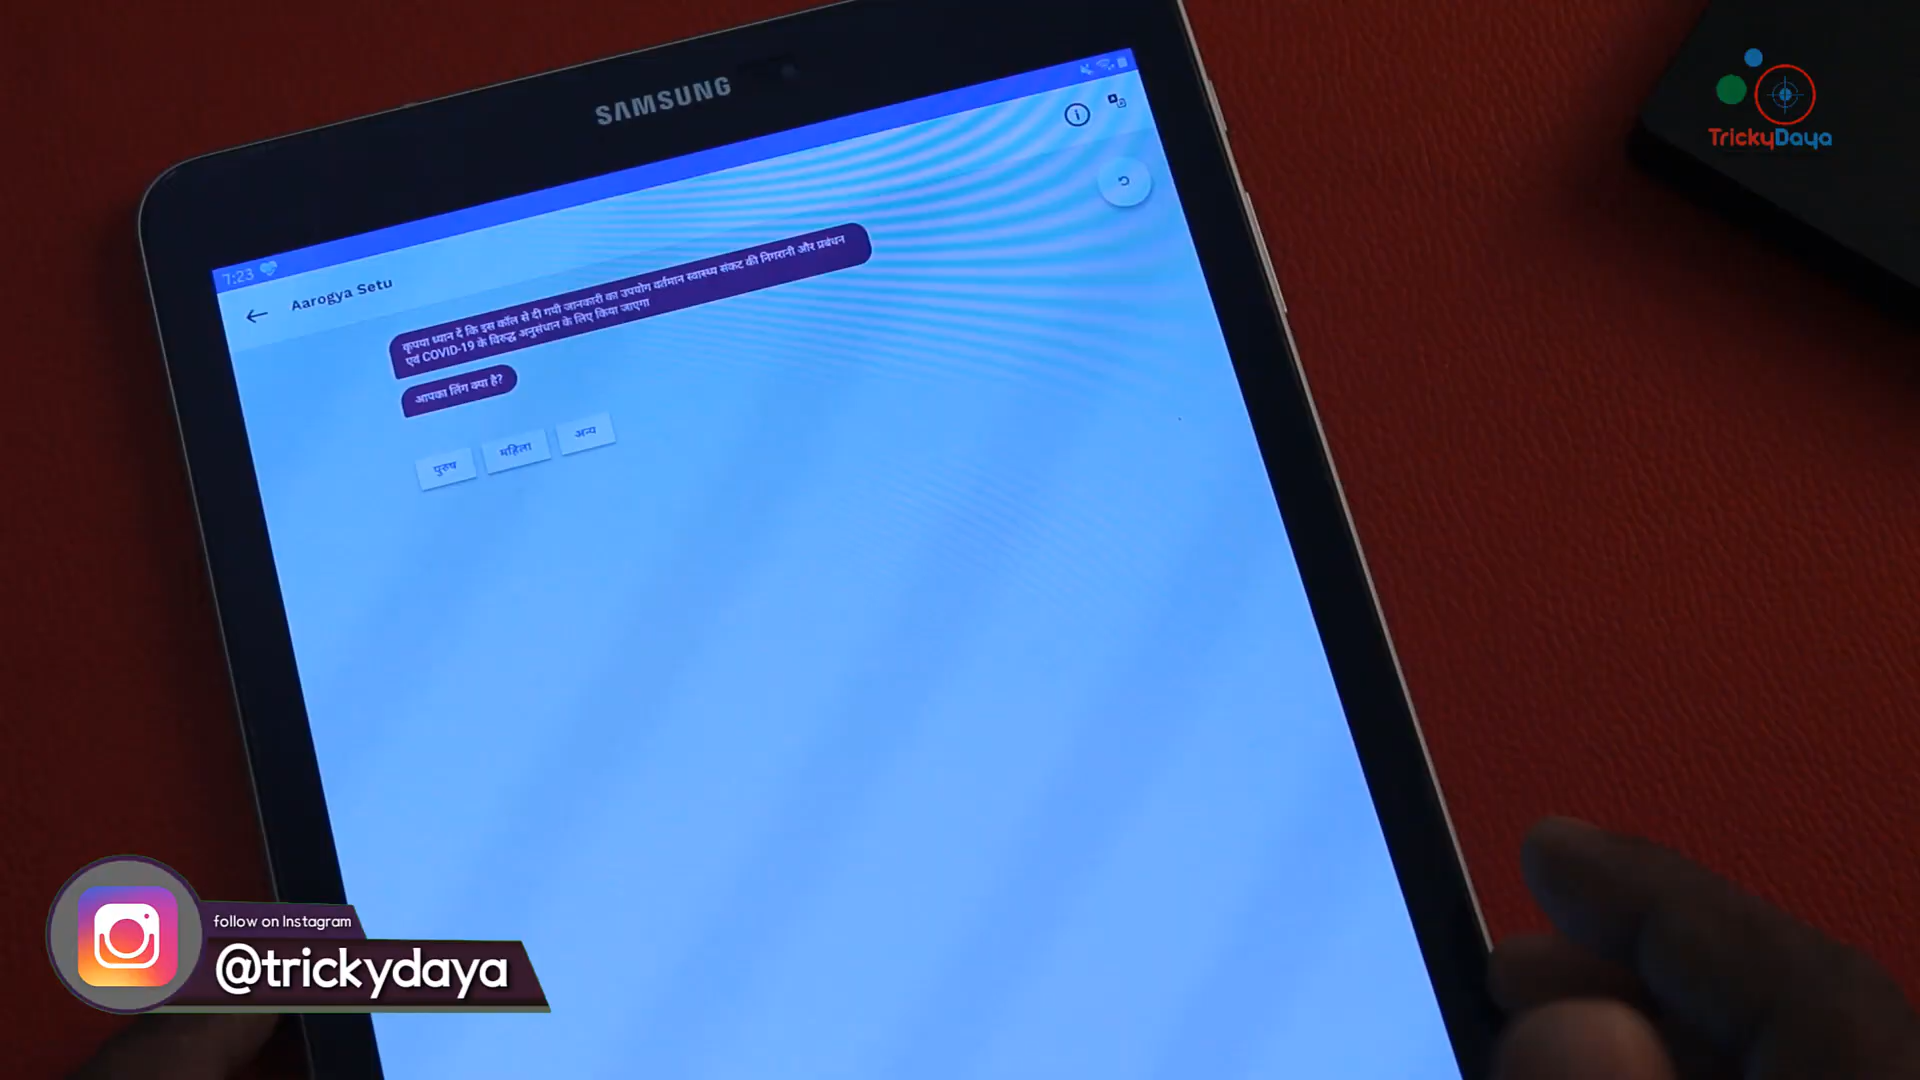 SAMSUNG
TrickyDaya
7:23
Aarogya Setu
कृपया ध्यान दें कि इस कॉल से दी गयी जानकारी का उपयोग वर्तमान स्वास्थ्य संकट की निगरानी और प्रबंधन
एवं COVID-19 के विरुद्ध अनुसंधान के लिए किया जाएगा
आपका लिंग क्या है?
पुरुष
महिला
अन्य
follow on Instagram
@trickydaya